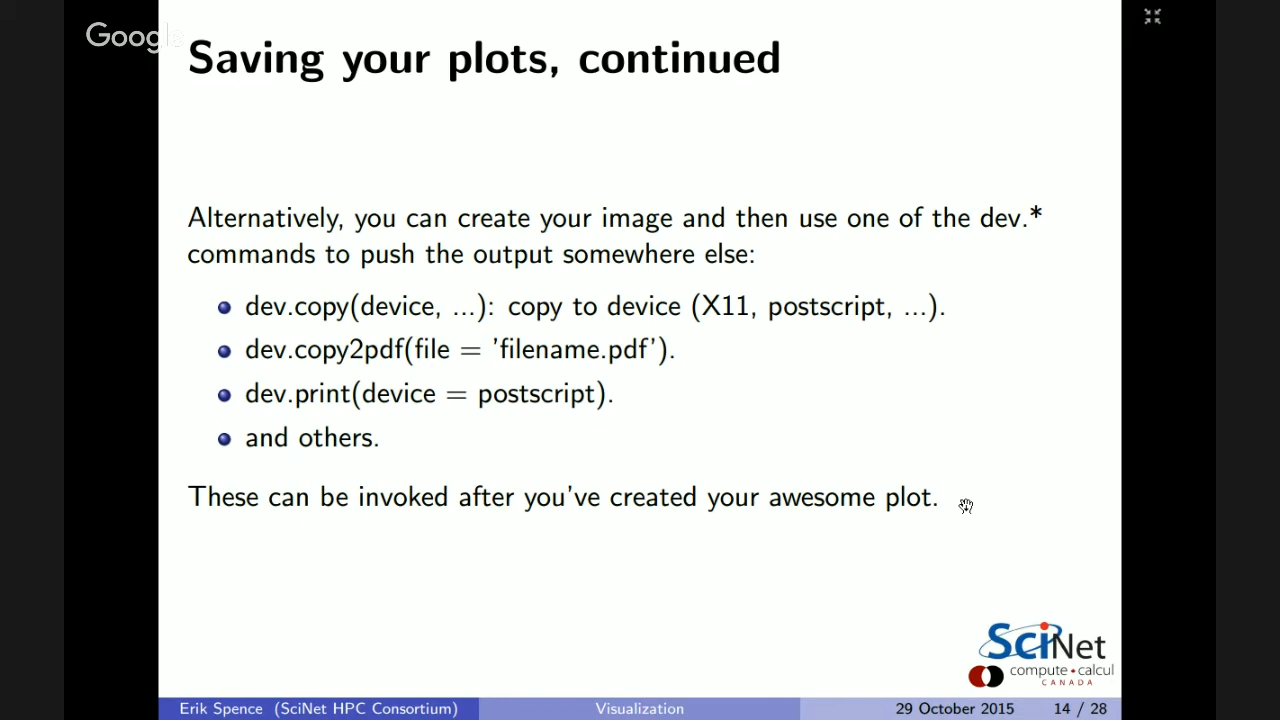 Google
Saving your plots, continued
Alternatively, you can create your image and then use one of the dev.*
commands to push the output somewhere else:
dev.copy(device, ...): copy to device (X11, postscript, ...).
dev.copy2pdf(file = 'filename.pdf').
dev.print(device = postscript).
and others.
These can be invoked after you've created your awesome plot.
SciNet
compute • calcul
CANADA
Erik Spence (SciNet HPC Consortium) Visualization 29 October 2015 14 / 28